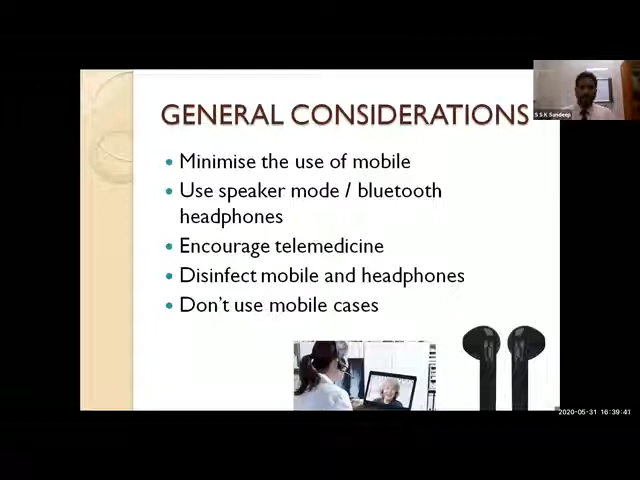 GENERAL CONSIDERATIONS
S S.K Sandeep
Minimise the use of mobile
Use speaker mode / bluetooth
headphones
Encourage telemedicine
Disinfect mobile and headphones
Don't use mobile cases
2020-05-31 16:39:41